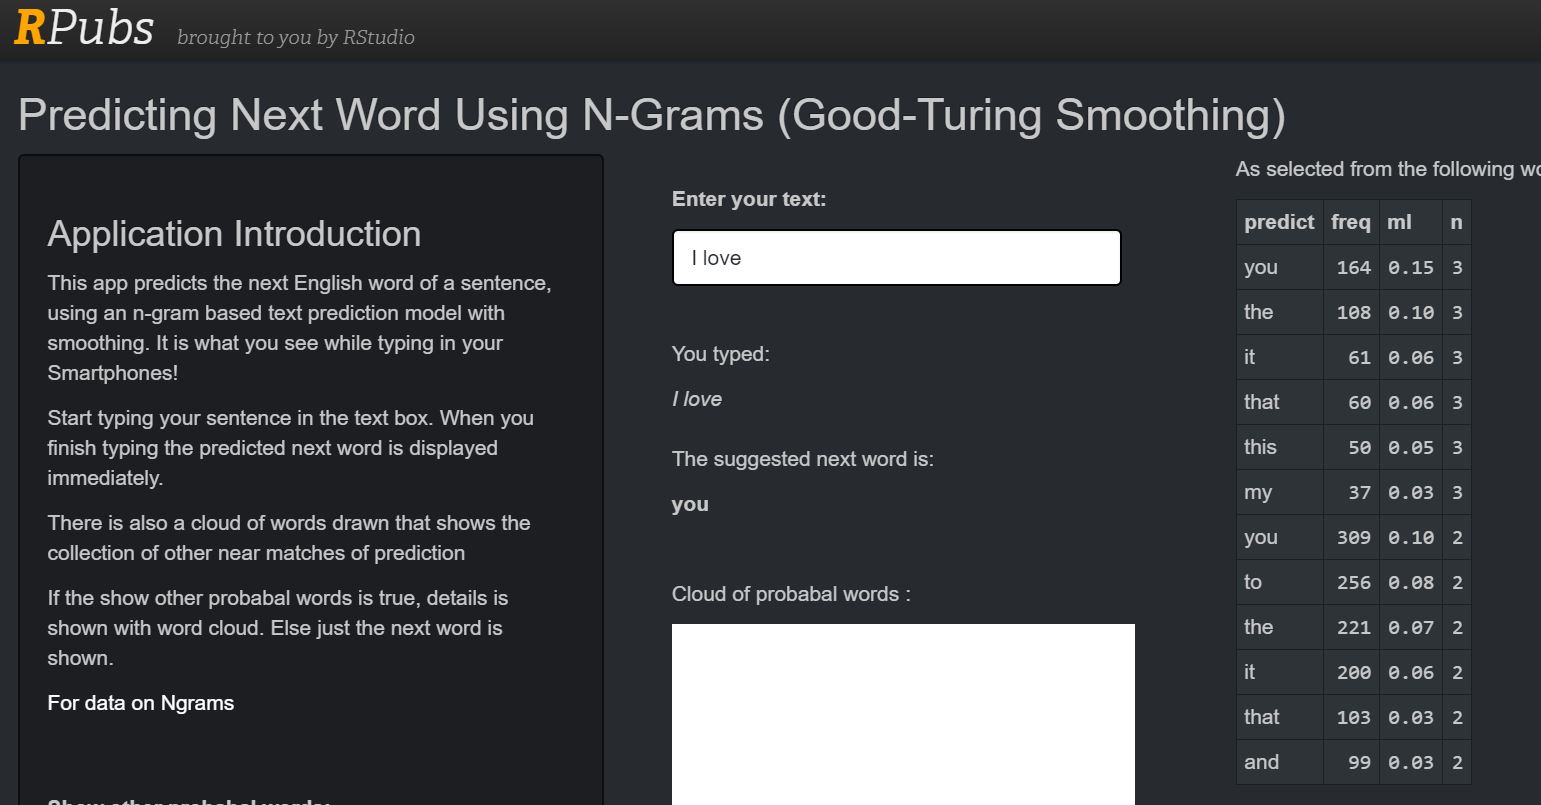 RPubs brought to you by RStudio
Predicting Next Word Using N-Grams (Good-Turing Smoothing)
Application Introduction
This app predicts the next English word of a sentence,
using an n-gram based text prediction model with
smoothing. It is what you see while typing in your
Smartphones!
Start typing your sentence in the text box. When you
finish typing the predicted next word is displayed
immediately.
There is also a cloud of words drawn that shows the
collection of other near matches of prediction
If the show other probabal words is true, details is
shown with word cloud. Else just the next word is
shown.
For data on Ngrams
Show other probabal words:
Enter your text:
I love
You typed:
I love
The suggested next word is:
you
Cloud of probabal words :
As selected from the following
predict freq ml n
you 164 0.15 3
the 108 0.10 3
it 61 0.06 3
that 60 0.06 3
this 50 0.05 3
my 37 0.03 3
you 309 0.10 2
to 256 0.08 2
the 221 0.07 2
it 200 0.06 2
that 103 0.03 2
and 99 0.03 2